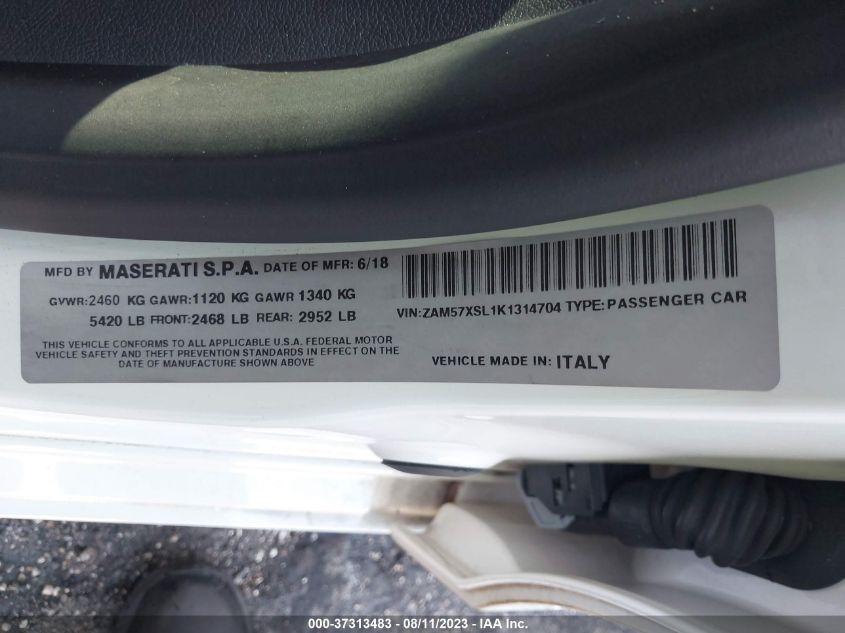 MFD BY MASERATI S.P.A. DATE OF MFR: 6/18
GVWR:2460 KG GAWR:1120 KG GAWR 1340 KG
5420 LB FRONT:2468 LB REAR: 2952 LB
THIS VEHICLE CONFORMS TO ALL APPLICABLE U.S.A. FEDERAL MOTOR
VEHICLE SAFETY AND THEFT PREVENTION STANDARDS IN EFFECT ON THE
DATE OF MANUFACTURE SHOWN ABOVE
VIN:ZAM57XSL1K1314704 TYPE:PASSENGER CAR
VEHICLE MADE IN: ITALY
000-37313483 - 08/11/2023 - IAAI.com